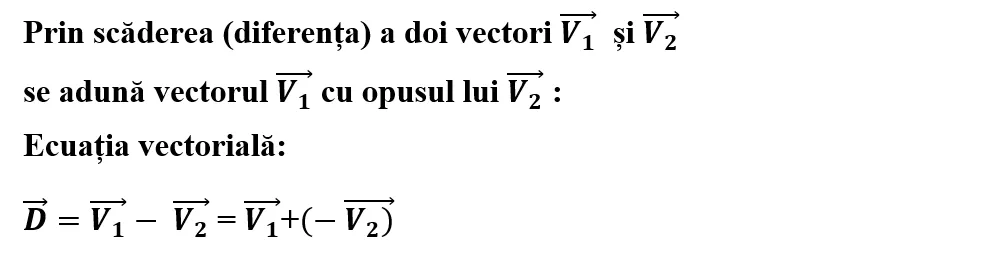 Prin scăderea (diferența) a doi vectori $\overrightarrow{V_1}$ și $\overrightarrow{V_2}$
se adună vectorul $\overrightarrow{V_1}$ cu opusul lui $\overrightarrow{V_2}$ :
Ecuația vectorială:
$\overrightarrow{D} = \overrightarrow{V_1} - \overrightarrow{V_2} = \overrightarrow{V_1} + (-\overrightarrow{V_2})$